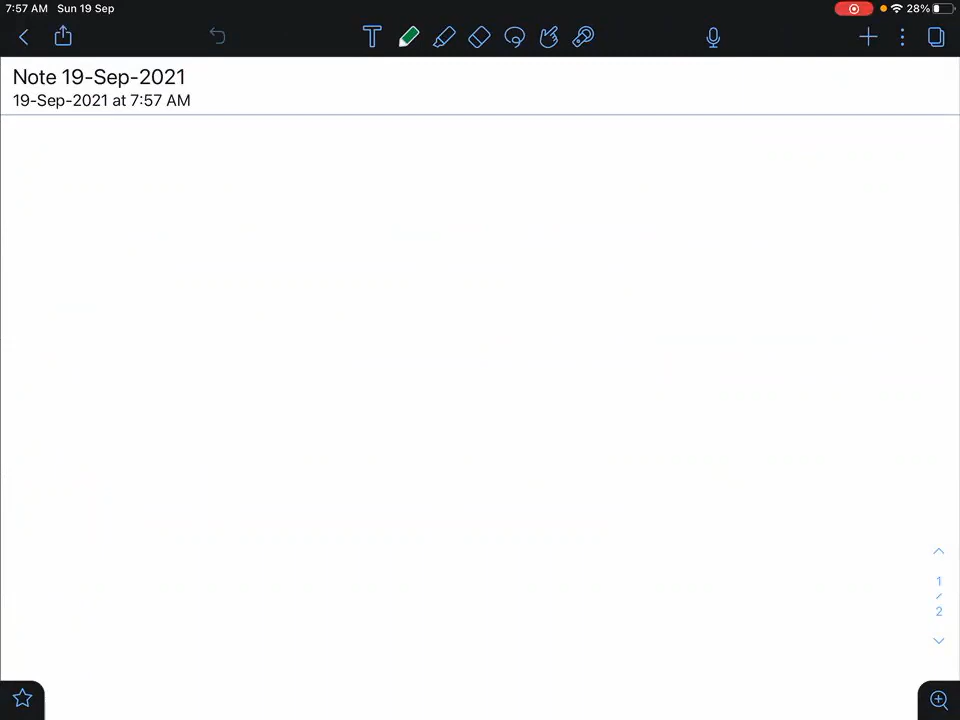 7:57 AM Sun 19 Sep 28%
Note 19-Sep-2021
19-Sep-2021 at 7:57 AM
1
/
2